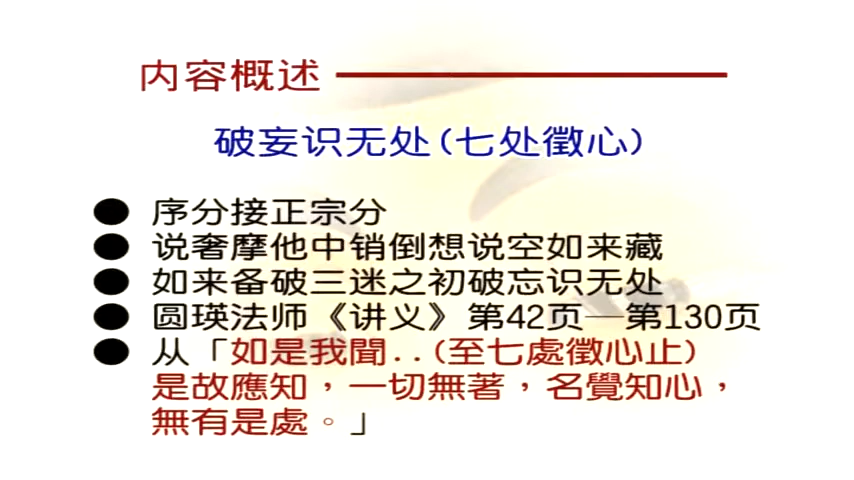 内容概述
破妄识无处(七处徵心)
● 序分接正宗分
● 说奢摩他中销倒想说空如来藏
● 如来备破三迷之初破忘识无处
● 圆瑛法师《讲义》第42页—第130页
● 从「如是我聞..(至七處徵心止)
是故應知，一切無著，名覺知心，
無有是處。」